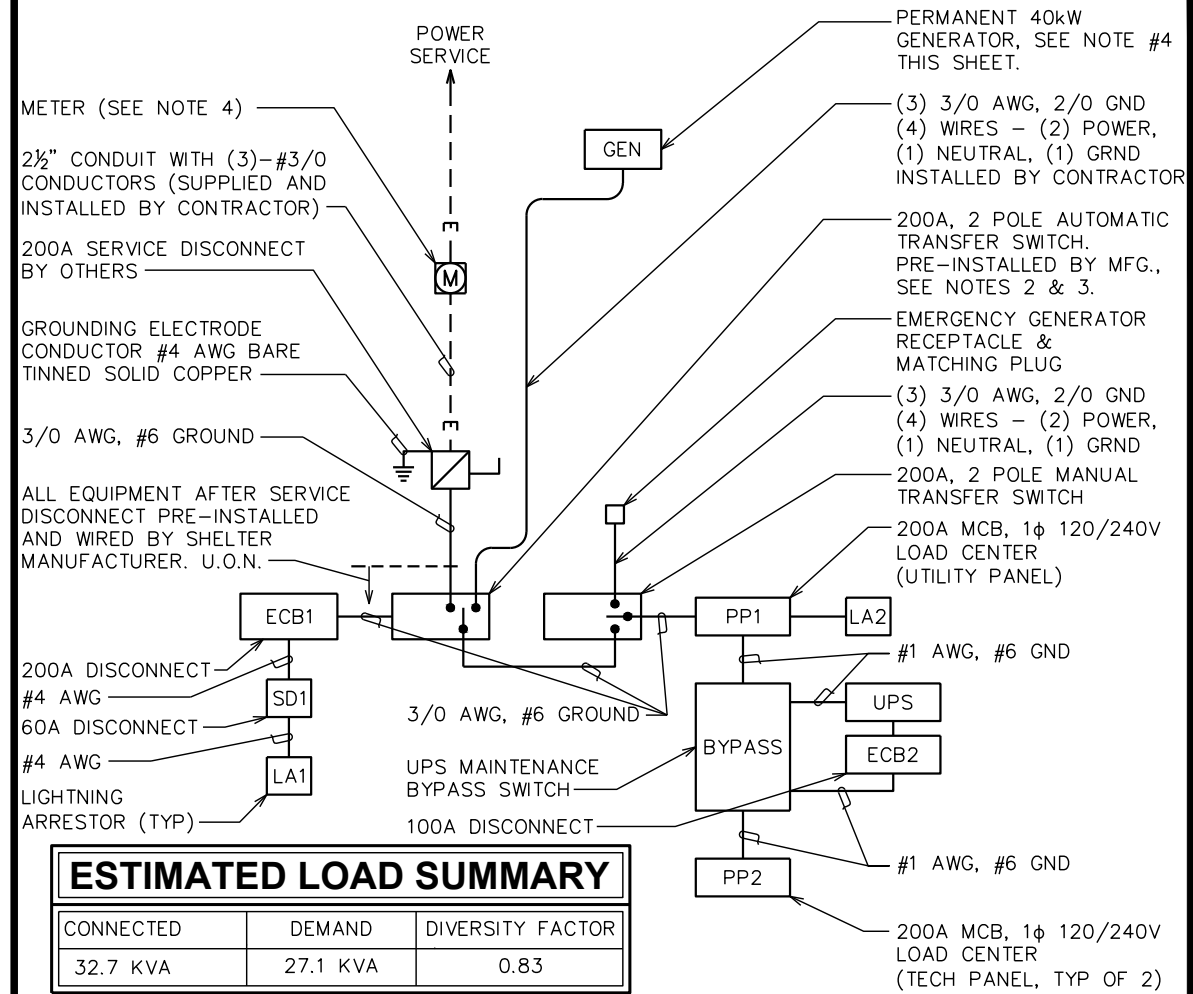 POWER
SERVICE
METER (SEE NOTE 4)
2½" CONDUIT WITH (3)-#3/0
CONDUCTORS (SUPPLIED AND
INSTALLED BY CONTRACTOR)
200A SERVICE DISCONNECT
BY OTHERS
GROUNDING ELECTRODE
CONDUCTOR #4 AWG BARE
TINNED SOLID COPPER
3/0 AWG, #6 GROUND
ALL EQUIPMENT AFTER SERVICE
DISCONNECT PRE-INSTALLED
AND WIRED BY SHELTER
MANUFACTURER. U.O.N.
M
GEN
PERMANENT 40kW
GENERATOR, SEE NOTE #4
THIS SHEET.
(3) 3/0 AWG, 2/0 GND
(4) WIRES – (2) POWER,
(1) NEUTRAL, (1) GRND
INSTALLED BY CONTRACTOR
200A, 2 POLE AUTOMATIC
TRANSFER SWITCH.
PRE-INSTALLED BY MFG.,
SEE NOTES 2 & 3.
EMERGENCY GENERATOR
RECEPTACLE &
MATCHING PLUG
(3) 3/0 AWG, 2/0 GND
(4) WIRES – (2) POWER,
(1) NEUTRAL, (1) GRND
200A, 2 POLE MANUAL
TRANSFER SWITCH
200A MCB, 1ϕ 120/240V
LOAD CENTER
(UTILITY PANEL)
ECB1
PP1
LA2
200A DISCONNECT
#4 AWG
SD1
60A DISCONNECT
#4 AWG
LA1
LIGHTNING
ARRESTOR (TYP)
3/0 AWG, #6 GROUND
UPS MAINTENANCE
BYPASS SWITCH
100A DISCONNECT
BYPASS
#1 AWG, #6 GND
UPS
ECB2
#1 AWG, #6 GND
PP2
200A MCB, 1ϕ 120/240V
LOAD CENTER
(TECH PANEL, TYP OF 2)
ESTIMATED LOAD SUMMARY
CONNECTED DEMAND DIVERSITY FACTOR
32.7 KVA 27.1 KVA 0.83